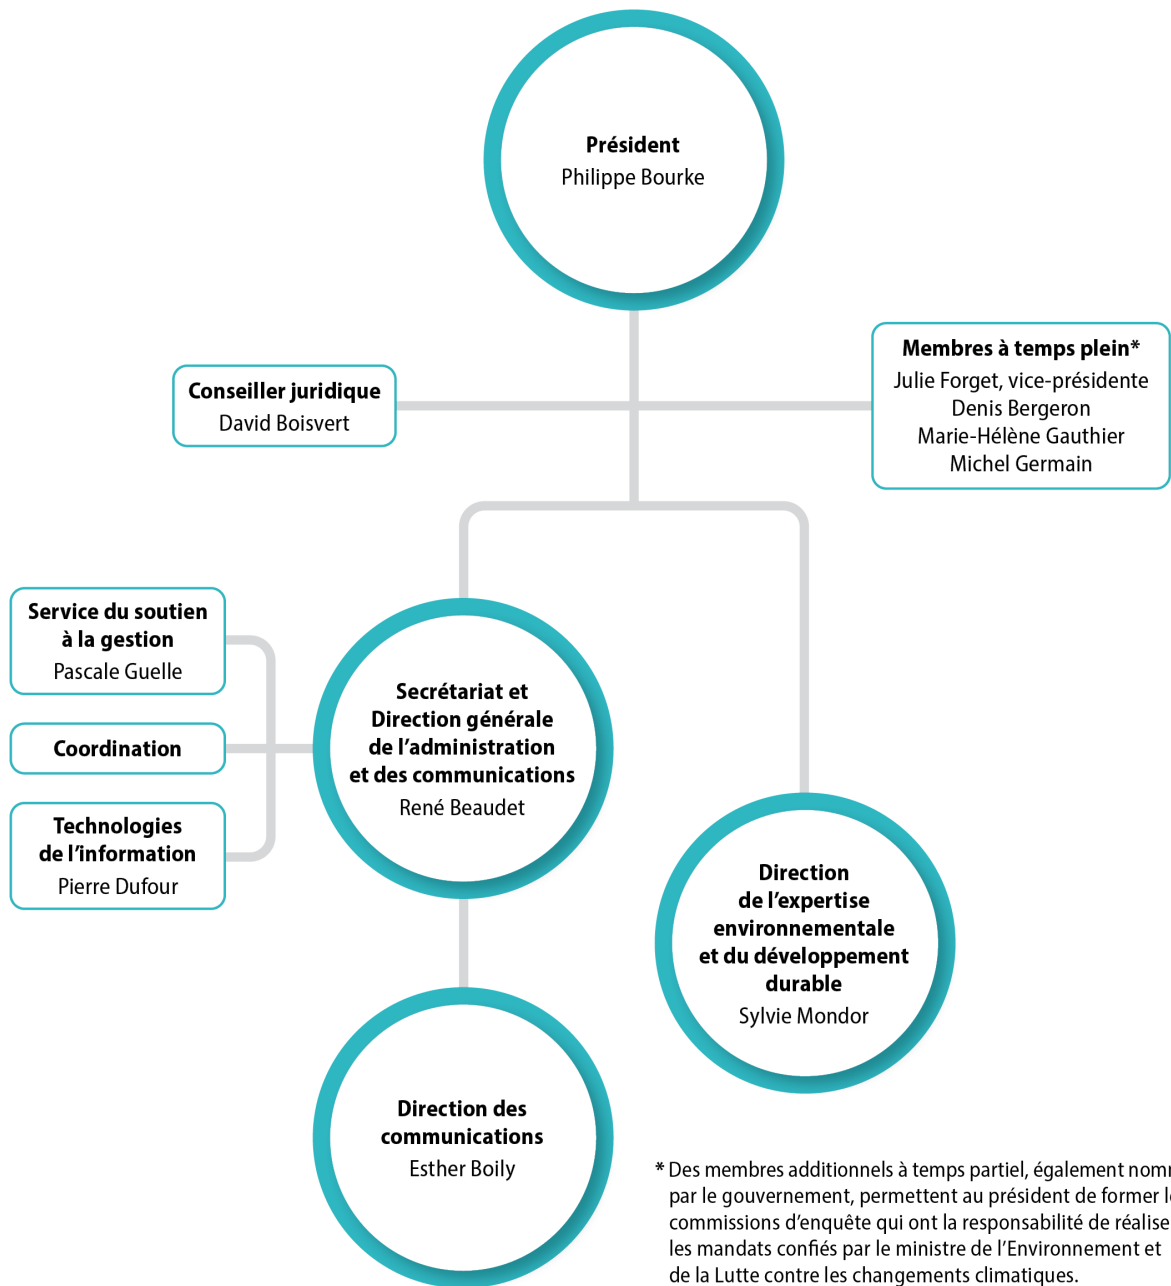 Président
Philippe Bourke
Conseiller juridique
David Boisvert
Membres à temps plein*
Julie Forget, vice-présidente
Denis Bergeron
Marie-Hélène Gauthier
Michel Germain
Service du soutien
à la gestion
Pascale Guelle
Coordination
Technologies
de l'information
Pierre Dufour
Secrétariat et
Direction générale
de l'administration
et des communications
René Beaudet
Direction
de l'expertise
environnementale
et du développement
durable
Sylvie Mondor
Direction des
communications
Esther Boily
* Des membres additionnels à temps partiel, également
par le gouvernement, permettent au président de former
commissions d'enquête qui ont la responsabilité de
les mandats confiés par le ministre de l'Environnement et
de la Lutte contre les changements climatiques.